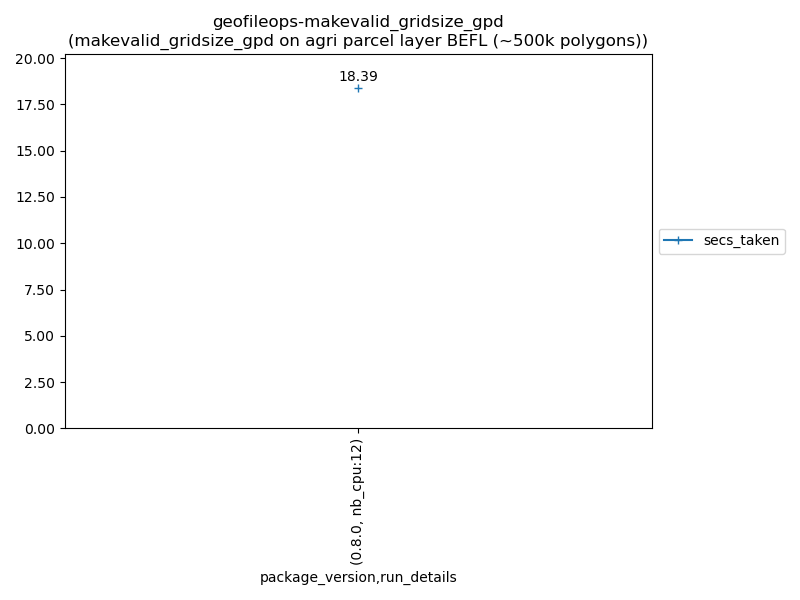 geofileops-makevalid_gridsize_gpd
(makevalid_gridsize_gpd on agri parcel layer BEFL (~500k polygons))
20.00
17.50
15.00
12.50
10.00
7.50
5.00
2.50
0.00
18.39
secs_taken
(0.8.0, nb_cpu:12)
package_version,run_details